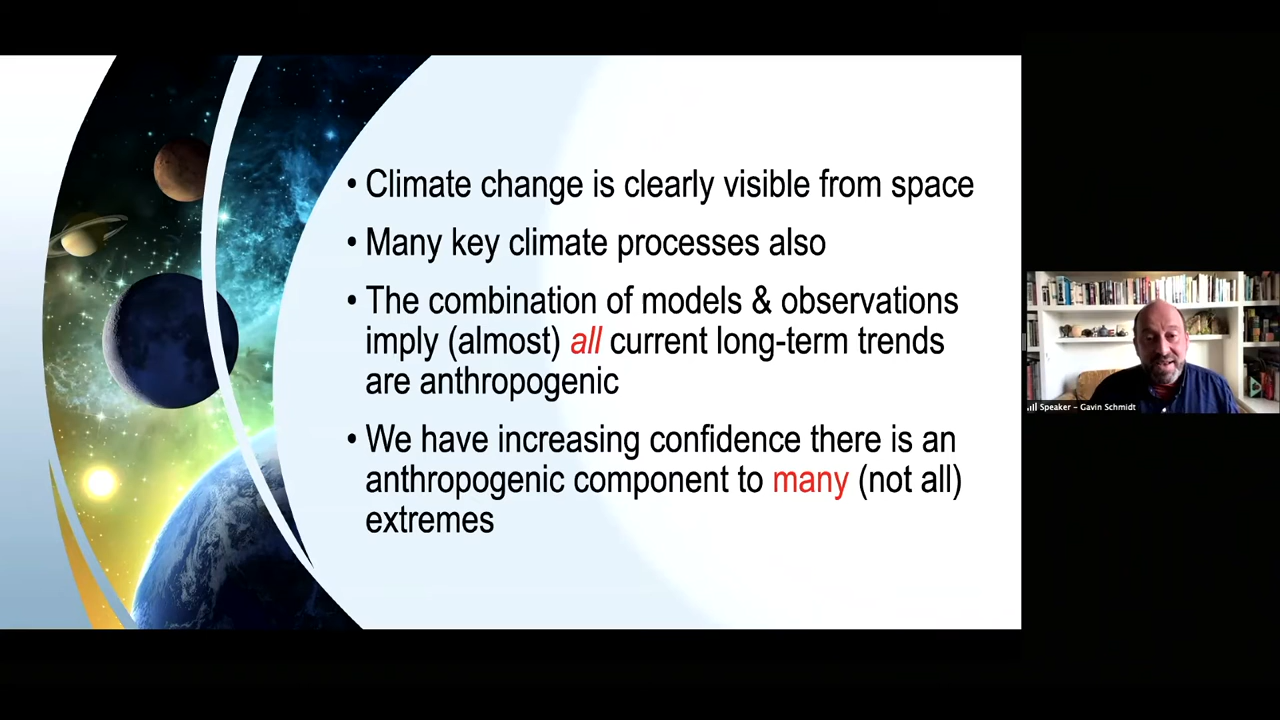 • Climate change is clearly visible from space
• Many key climate processes also
• The combination of models & observations
imply (almost) all current long-term trends
are anthropogenic
• We have increasing confidence there is an
anthropogenic component to many (not all)
extremes
Speaker – Gavin Schmidt